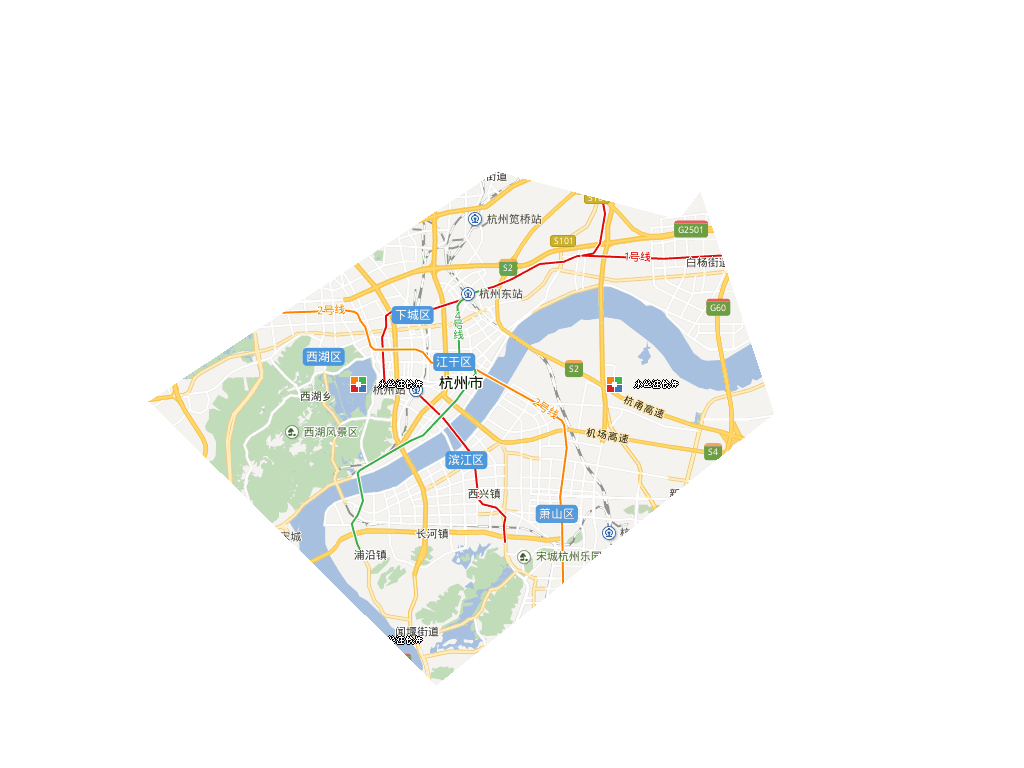 街道
杭州笕桥站
G2501
S101
1号线
白杨街道
S2
杭州东站
G60
2号线
下城区
4号线
西湖区
江干区
S2
杭州市
杭州站
西湖乡
2号线
杭甬高速
西湖风景区
机场高速
S4
滨江区
西兴镇
萧山区
长河镇
浦沿镇
宋城杭州乐园
闻堰街道